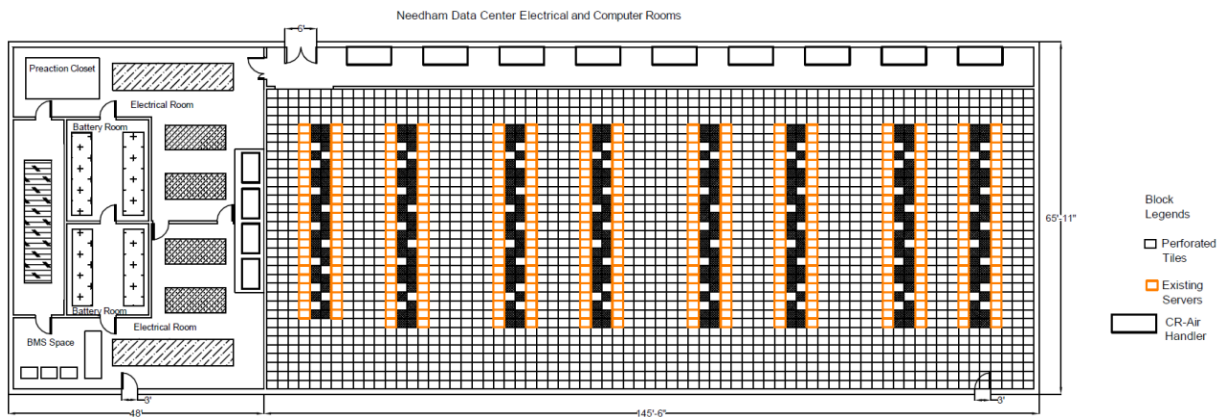 Needham Data Center Electrical and Computer Rooms
6'
Preaction Closet
Electrical Room
Battery Room
65'-11"
Block
Legends
Perforated
Tiles
Existing
Servers
CR-Air
Handler
Battery Room
Electrical Room
BMS Space
3'
3'
48'
145'-6"